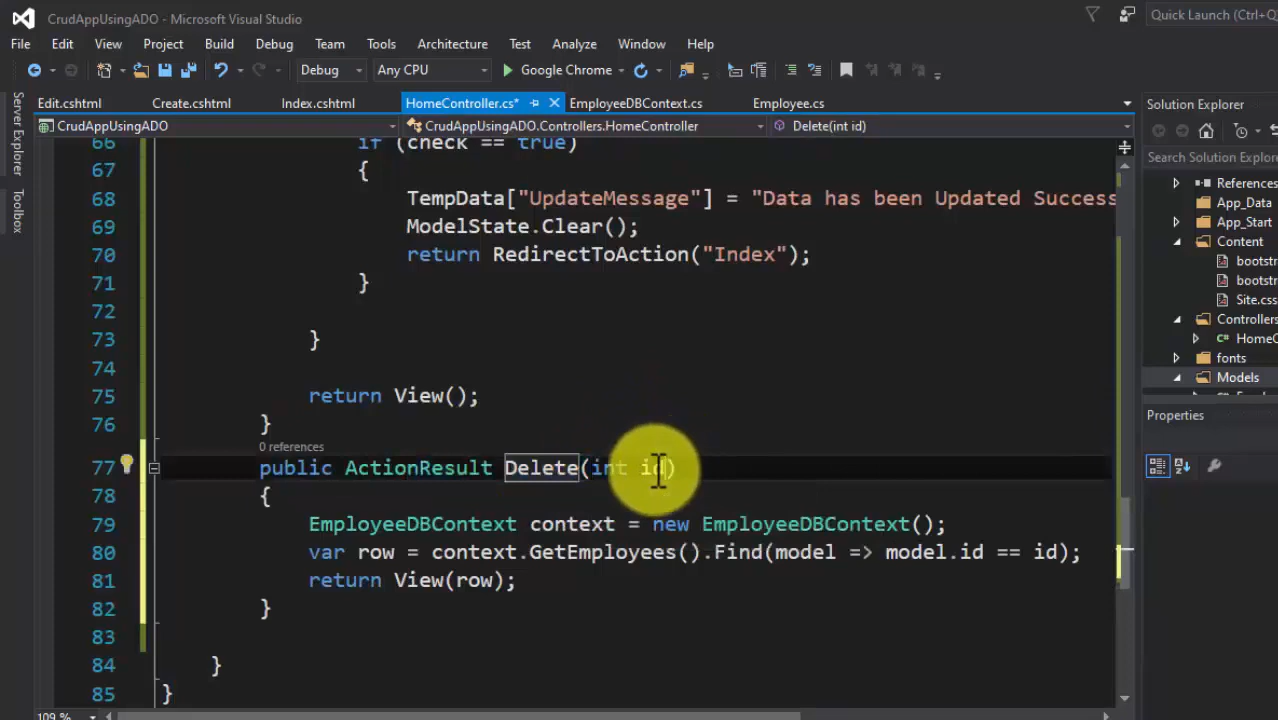 CrudAppUsingADO - Microsoft Visual Studio
Quick Launch (Ctrl+Q
File Edit View Project Build Debug Team Tools Architecture Test Analyze Window Help
Debug Any CPU Google Chrome
Edit.cshtml Create.cshtml Index.cshtml HomeController.cs* EmployeeDBContext.cs Employee.cs
CrudAppUsingADO CrudAppUsingADO.Controllers.HomeController Delete(int id)
Server Explorer
Toolbox
66 if (check == true)
67 {
68 TempData["UpdateMessage"] = "Data has been Updated Success
69 ModelState.Clear();
70 return RedirectToAction("Index");
71 }
72
73 }
74
75 return View();
76 }
0 references
77 public ActionResult Delete(int id)
78 {
79 EmployeeDBContext context = new EmployeeDBContext();
80 var row = context.GetEmployees().Find(model => model.id == id);
81 return View(row);
82 }
83
84 }
85 }
109 %
Solution Explorer
Search Solution Explor
References
App_Data
App_Start
Content
bootstr
bootstr
Site.css
Controllers
HomeC
fonts
Models
Properties